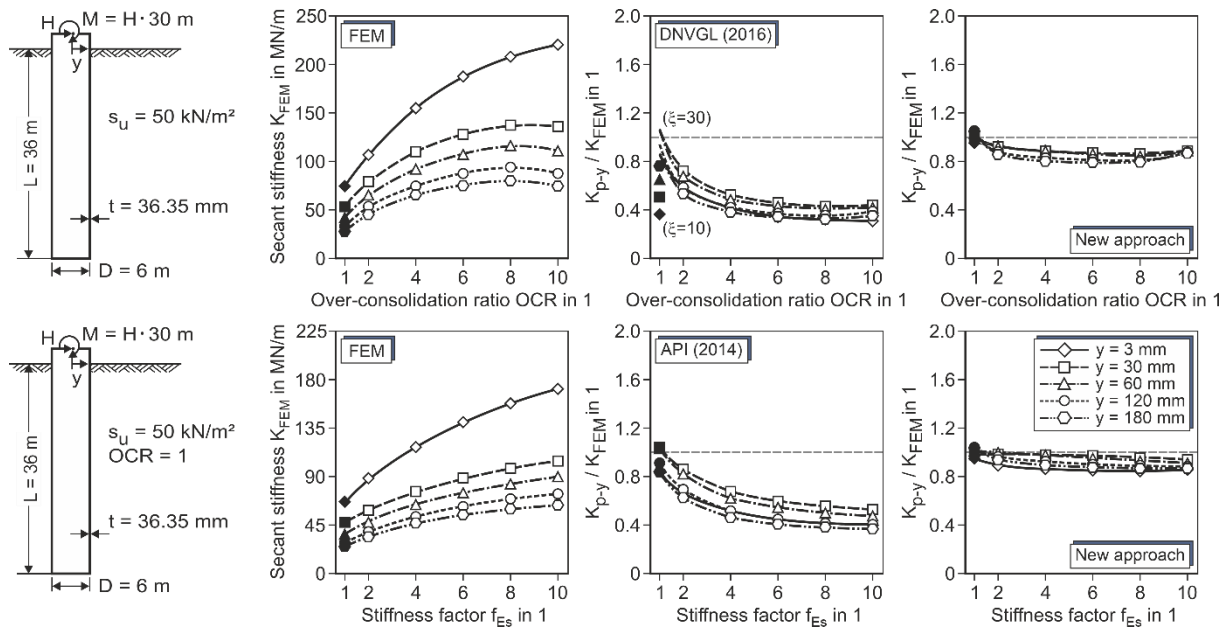 H M = H · 30 m
y
L = 36 m
s_u = 50 kN/m²
t = 36.35 mm
D = 6 m
Secant stiffness K_FEM in MN/m
250
200
150
100
50
0
FEM
1 2 4 6 8 10
Over-consolidation ratio OCR in 1
K_p-y / K_FEM in 1
2.0
1.6
1.2
0.8
0.4
0
DNVGL (2016)
(ξ=30)
(ξ=10)
1 2 4 6 8 10
Over-consolidation ratio OCR in 1
K_p-y / K_FEM in 1
2.0
1.6
1.2
0.8
0.4
0
New approach
1 2 4 6 8 10
Over-consolidation ratio OCR in 1
H M = H · 30 m
y
L = 36 m
s_u = 50 kN/m²
OCR = 1
t = 36.35 mm
D = 6 m
Secant stiffness K_FEM in MN/m
225
180
135
90
45
0
FEM
1 2 4 6 8 10
Stiffness factor f_Es in 1
K_p-y / K_FEM in 1
2.0
1.6
1.2
0.8
0.4
0
API (2014)
1 2 4 6 8 10
Stiffness factor f_Es in 1
K_p-y / K_FEM in 1
2.0
1.6
1.2
0.8
0.4
0
y = 3 mm
y = 30 mm
y = 60 mm
y = 120 mm
y = 180 mm
New approach
1 2 4 6 8 10
Stiffness factor f_Es in 1